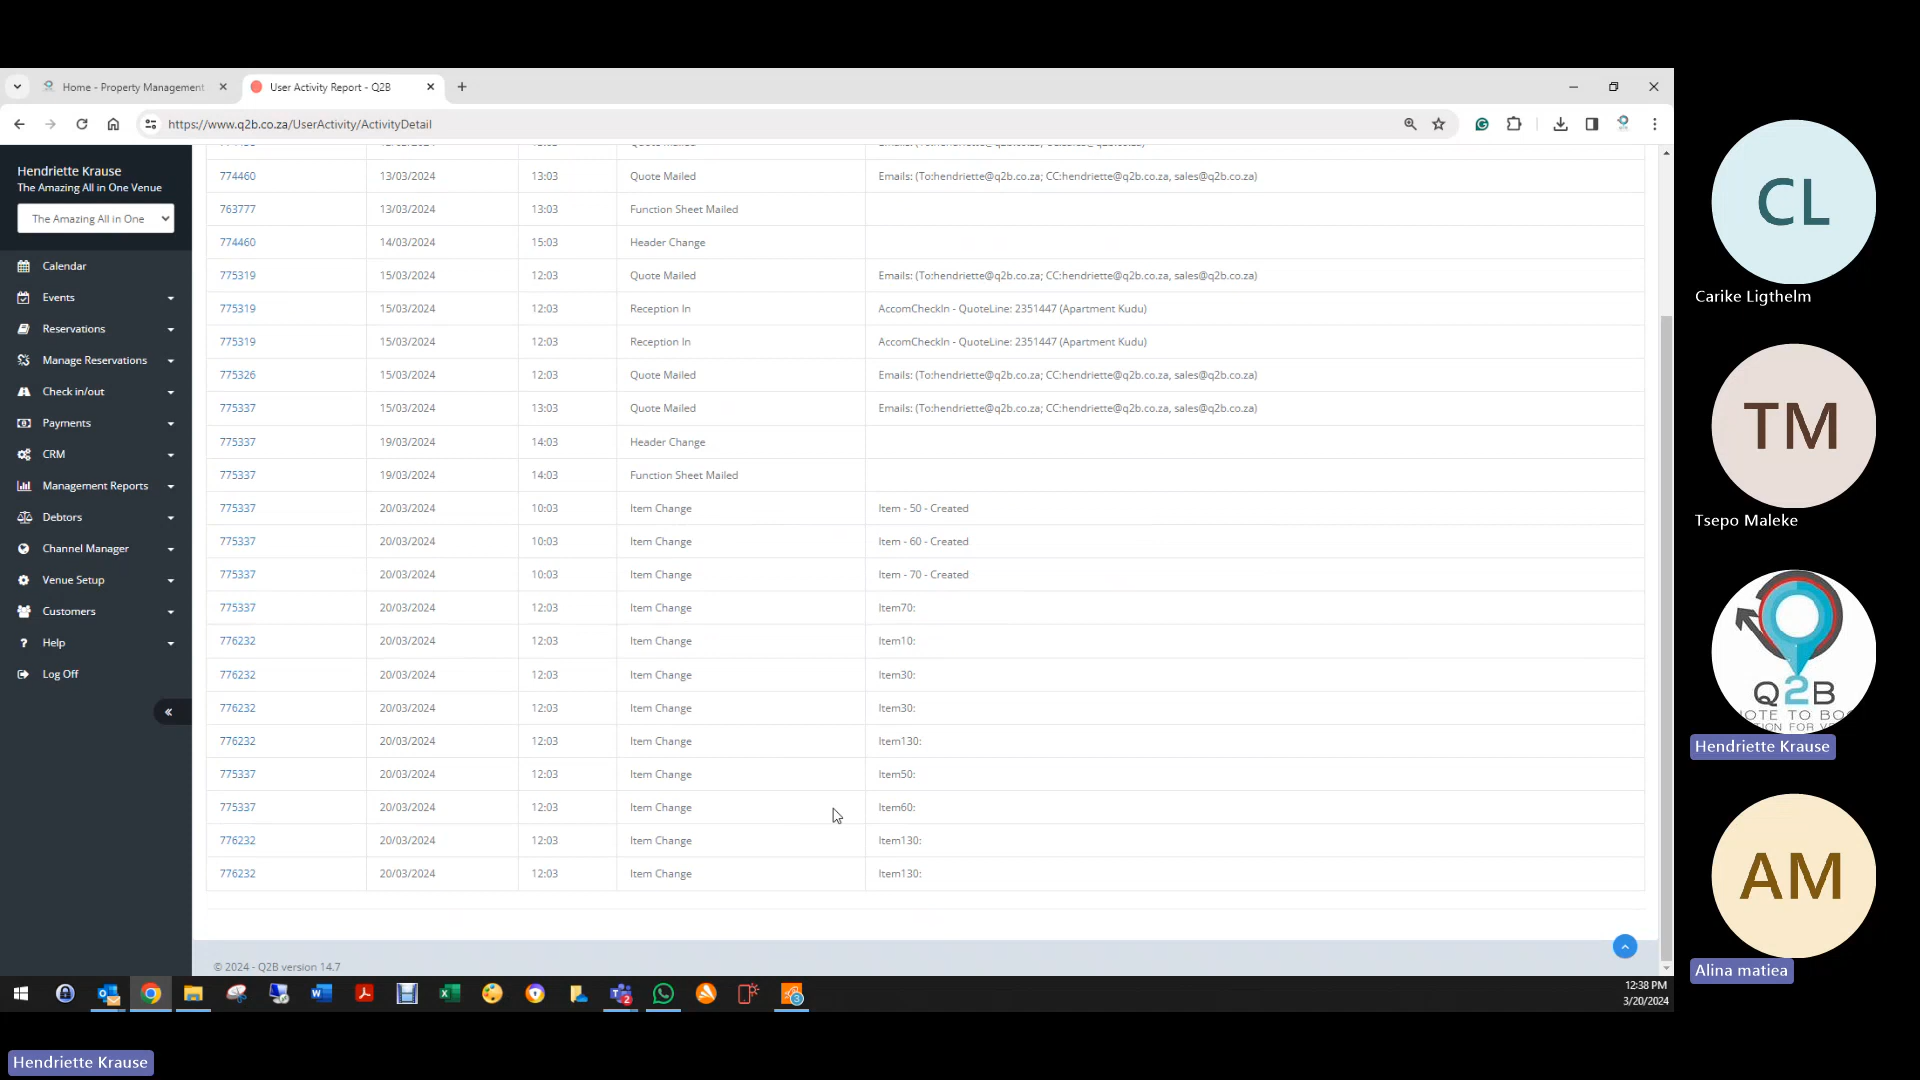 Home - Property Management
User Activity Report - Q2B
https://www.q2b.co.za/UserActivity/ActivityDetail
Hendriette Krause
The Amazing All in One Venue
The Amazing All in One
Calendar
Events
Reservations
Manage Reservations
Check in/out
Payments
CRM
Management Reports
Debtors
Channel Manager
Venue Setup
Customers
Help
Log Off
774460 13/03/2024 13:03 Quote Mailed Emails: (To:hendriette@q2b.co.za; CC:hendriette@q2b.co.za, sales@q2b.co.za)
763777 13/03/2024 13:03 Function Sheet Mailed
774460 14/03/2024 15:03 Header Change
775319 15/03/2024 12:03 Quote Mailed Emails: (To:hendriette@q2b.co.za; CC:hendriette@q2b.co.za, sales@q2b.co.za)
775319 15/03/2024 12:03 Reception In AccomCheckIn - QuoteLine: 2351447 (Apartment Kudu)
775319 15/03/2024 12:03 Reception In AccomCheckIn - QuoteLine: 2351447 (Apartment Kudu)
775326 15/03/2024 12:03 Quote Mailed Emails: (To:hendriette@q2b.co.za; CC:hendriette@q2b.co.za, sales@q2b.co.za)
775337 15/03/2024 13:03 Quote Mailed Emails: (To:hendriette@q2b.co.za; CC:hendriette@q2b.co.za, sales@q2b.co.za)
775337 19/03/2024 14:03 Header Change
775337 19/03/2024 14:03 Function Sheet Mailed
775337 20/03/2024 10:03 Item Change Item - 50 - Created
775337 20/03/2024 10:03 Item Change Item - 60 - Created
775337 20/03/2024 10:03 Item Change Item - 70 - Created
775337 20/03/2024 12:03 Item Change Item70:
776232 20/03/2024 12:03 Item Change Item10:
776232 20/03/2024 12:03 Item Change Item30:
776232 20/03/2024 12:03 Item Change Item30:
776232 20/03/2024 12:03 Item Change Item130:
775337 20/03/2024 12:03 Item Change Item50:
775337 20/03/2024 12:03 Item Change Item60:
776232 20/03/2024 12:03 Item Change Item130:
776232 20/03/2024 12:03 Item Change Item130:
© 2024 - Q2B version 14.7
12:38 PM
3/20/2024
CL
Carike Ligthelm
TM
Tsepo Maleke
Q2B
Hendriette Krause
AM
Alina matiea
Hendriette Krause